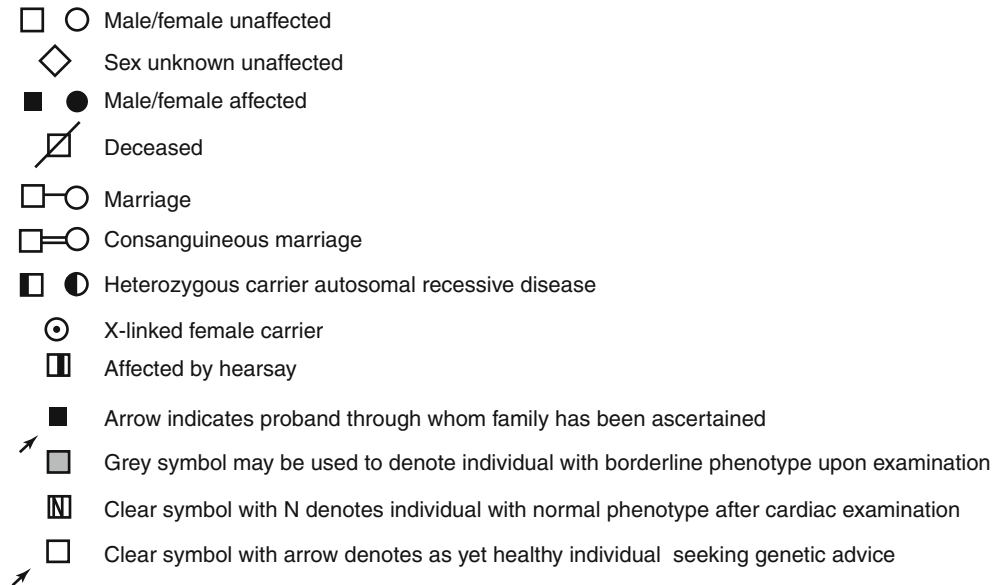 Male/female unaffected
Sex unknown unaffected
Male/female affected
Deceased
Marriage
Consanguineous marriage
Heterozygous carrier autosomal recessive disease
X-linked female carrier
Affected by hearsay
Arrow indicates proband through whom family has been ascertained
Grey symbol may be used to denote individual with borderline phenotype upon examination
N Clear symbol with N denotes individual with normal phenotype after cardiac examination
Clear symbol with arrow denotes as yet healthy individual seeking genetic advice